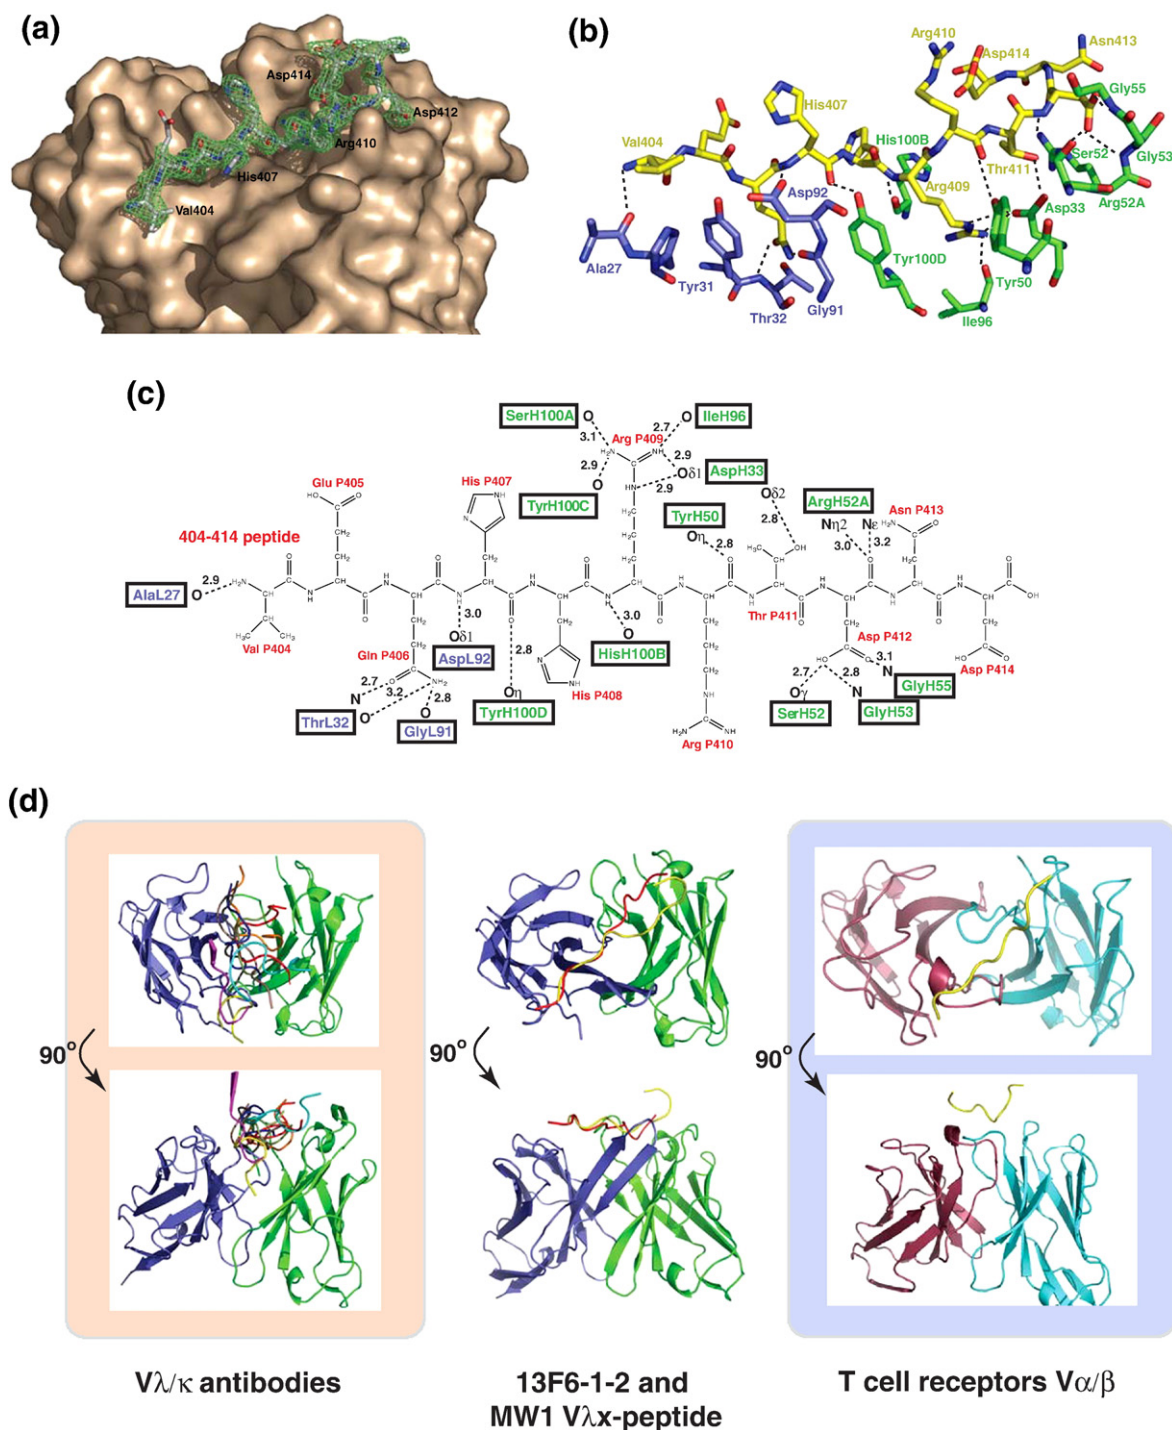 (a)
Asp414
Asp412
Arg410
His407
Val404
(b)
Arg410
Asp414
Asn413
Gly55
His407
Val404
His100B
Ser52
Gly53
Thr411
Asp92
Arg409
Asp33
Arg52A
Ala27
Tyr31
Tyr100D
Tyr50
Thr32
Gly91
Ile96
(c)
SerH100A
O
2.7
O
IleH96
3.1
Arg P409
H₂N
NH
2.9
2.9
O
HN
2.9
Oδ1
AspH33
TyrH100C
Glu P405
His P407
Oδ2
ArgH52A
TyrH50
Nη2
Nε
Asn P413
Oη
2.8
2.8
3.0
3.2
404-414 peptide
2.9
AlaL27
O
Val P404
3.0
Oδ1
AspL92
Gln P406
2.8
3.0
O
HisH100B
Thr P411
Asp P412
Asp P414
2.7
N
3.2
2.8
ThrL32
O
O
GlyL91
Oη
TyrH100D
His P408
2.7
2.8
3.1
N
GlyH55
Oγ
N
SerH52
GlyH53
Arg P410
(d)
90°
90°
90°
Vλ/κ antibodies
13F6-1-2 and
MW1 Vλx-peptide
T cell receptors Vα/β